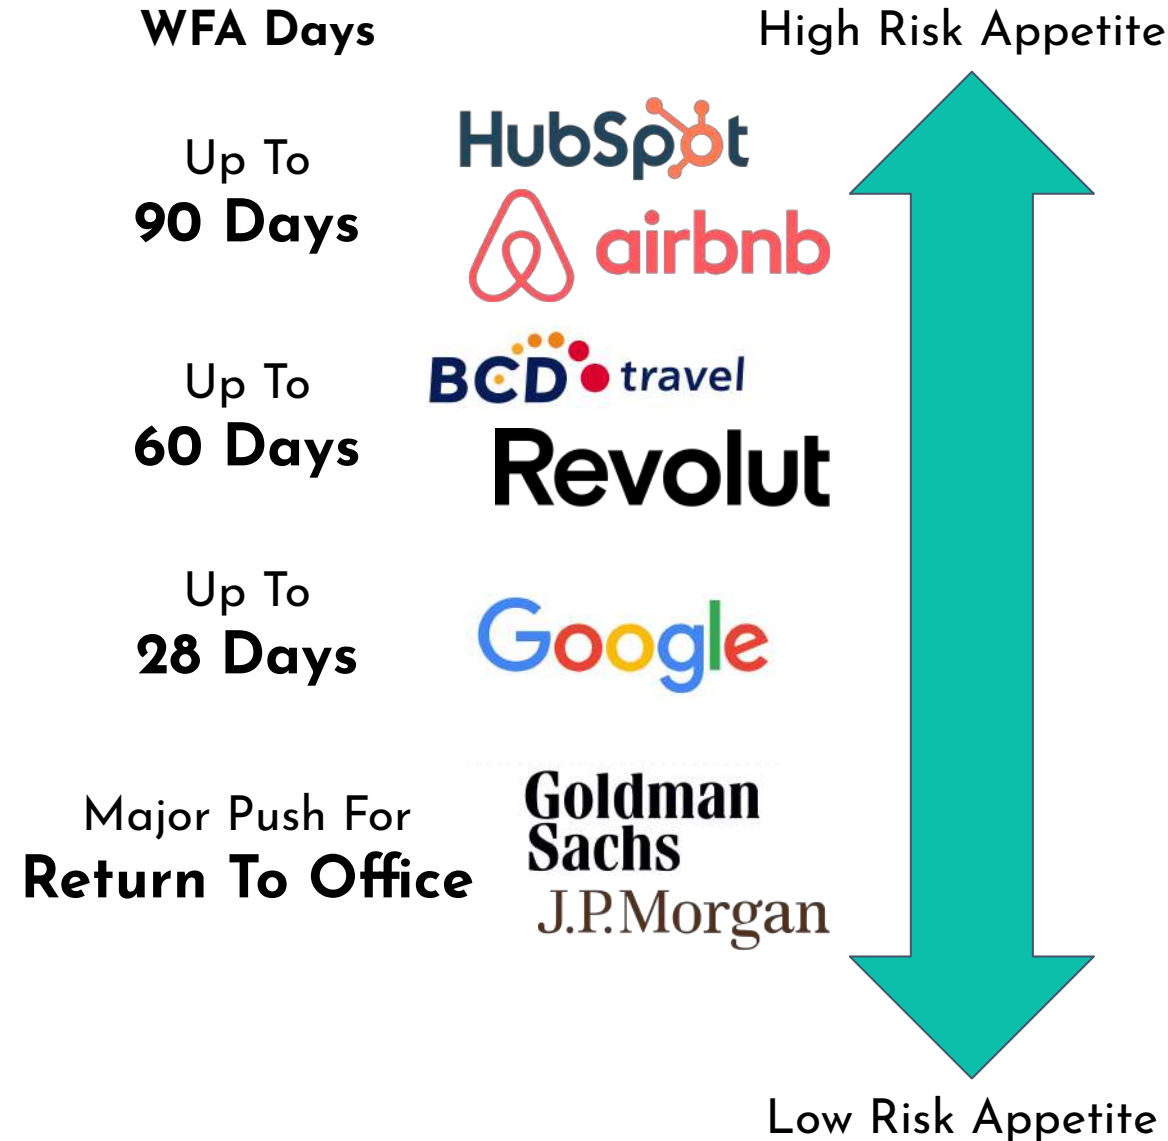 WFA Days
High Risk Appetite
Up To
90 Days
HubSpot
airbnb
Up To
60 Days
BCD travel
Revolut
Up To
28 Days
Google
Major Push For
Return To Office
Goldman
Sachs
J.P.Morgan
Low Risk Appetite